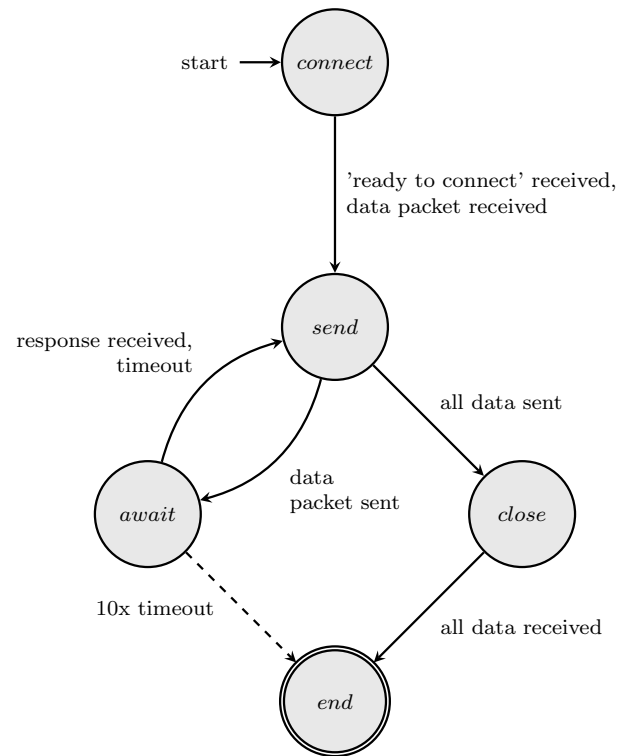 start
connect
’ready to connect’ received,
data packet received
send
response received,
timeout
all data sent
data
packet sent
await
close
10x timeout
all data received
end